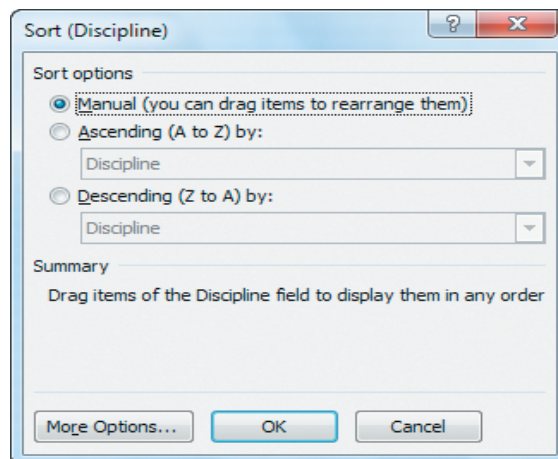 Sort (Discipline)
Sort options
Manual (you can drag items to rearrange them)
Ascending (A to Z) by:
Discipline
Descending (Z to A) by:
Discipline
Summary
Drag items of the Discipline field to display them in any order
More Options... OK Cancel